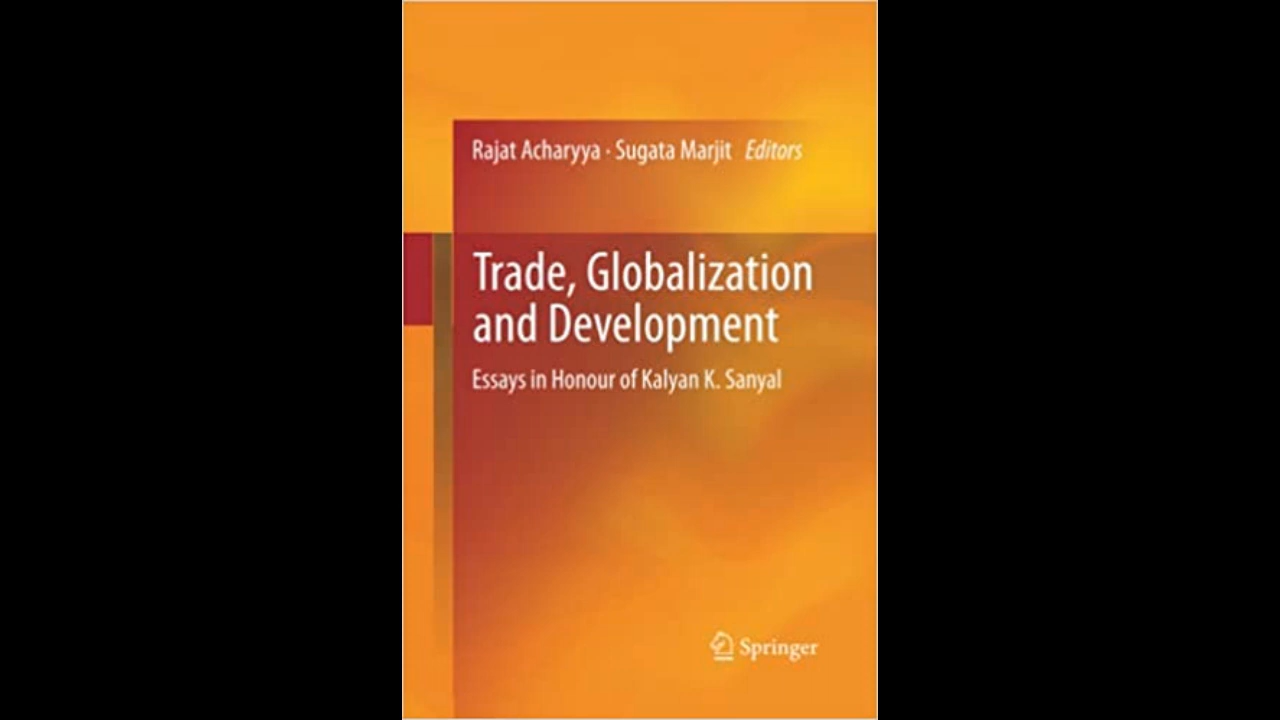 Rajat Acharyya · Sugata Marjit Editors
Trade, Globalization
and Development
Essays in Honour of Kalyan K. Sanyal
Springer